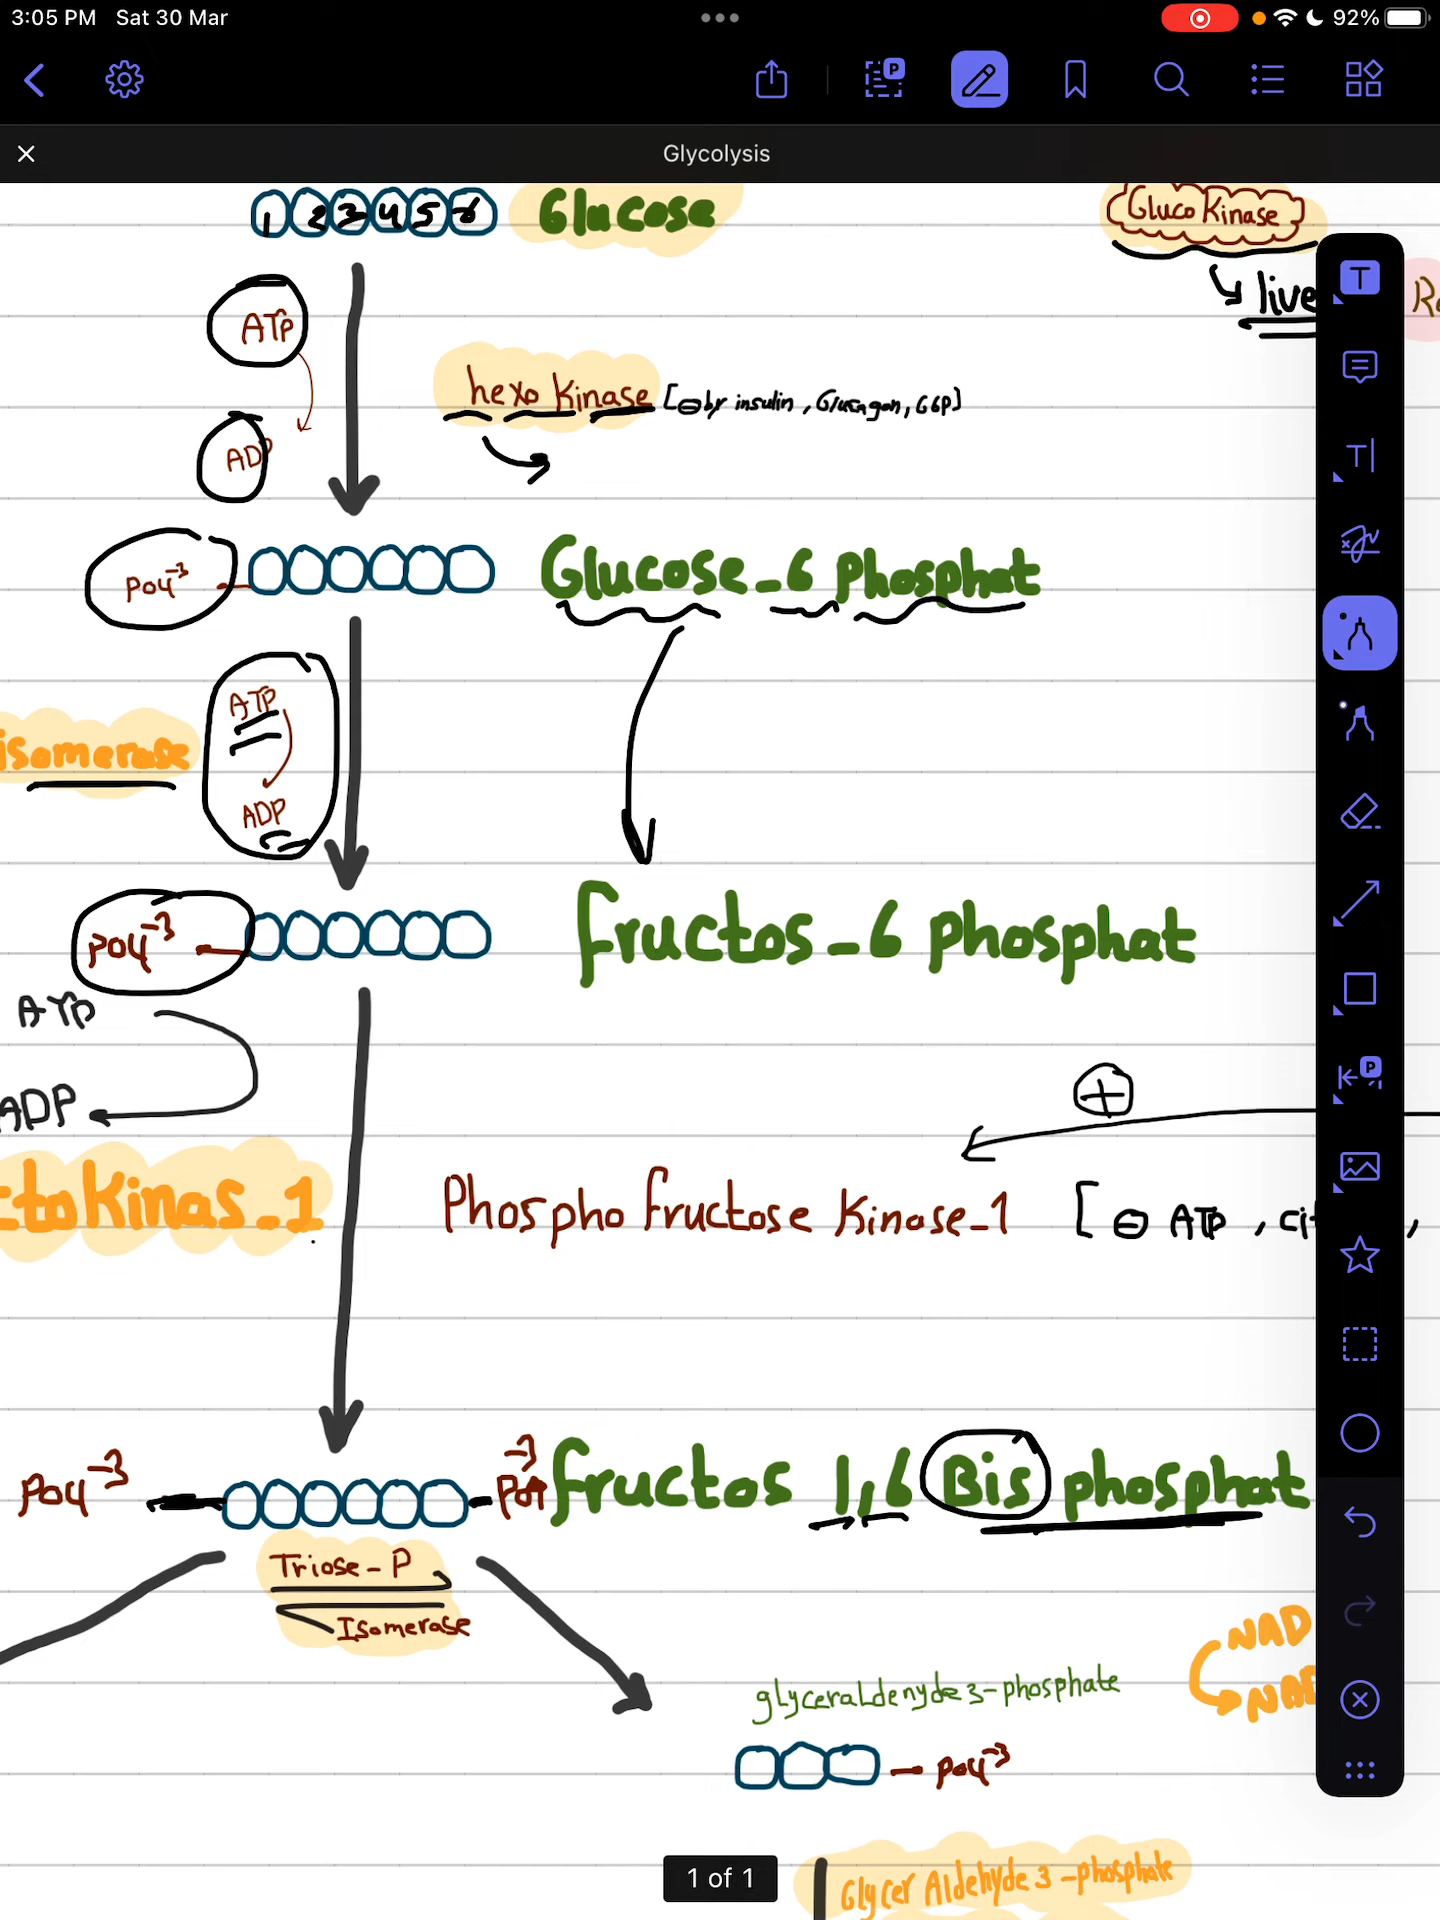 3:05 PM Sat 30 Mar
92%
Glycolysis
1 2 3 4 5 6 Glucose
Gluco Kinase
live
ATP
hexo Kinase [⊖ by insulin, Glucagon, G6P]
ADP
PO4-3 Glucose_6 phosphat
ATP
isomerase
ADP
PO4-3 fructos_6 phosphat
ATP
ADP
+
ctoKinas_1
Phospho fructose Kinase_1 [⊖ ATP, ci ,
PO4-3 fructos 1,6 Bis phosphat
-3
Triose-P
Isomerase
NAD
glyceraldenyde3-phosphate
PO4-3
1 of 1
Glycer Aldehyde 3-phosphate